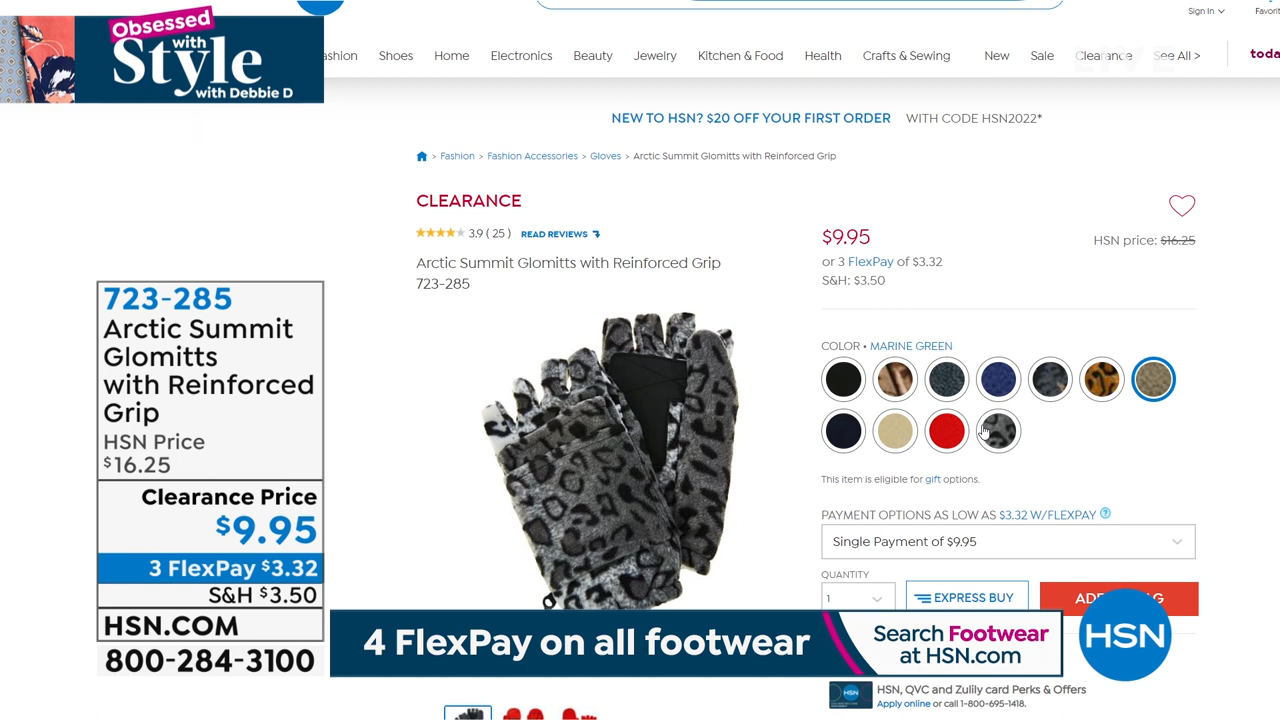 Obsessed
with
Style
with Debbie D
Sign In
Fashion Shoes Home Electronics Beauty Jewelry Kitchen & Food Health Crafts & Sewing New Sale Clearance See All >
LIVE
NEW TO HSN? $20 OFF YOUR FIRST ORDER WITH CODE HSN2022*
> Fashion > Fashion Accessories > Gloves > Arctic Summit Glomitts with Reinforced Grip
CLEARANCE
3.9 ( 25 ) READ REVIEWS
Arctic Summit Glomitts with Reinforced Grip
723-285
$9.95
HSN price: $16.25
or 3 FlexPay of $3.32
S&H: $3.50
COLOR • MARINE GREEN
This item is eligible for gift options.
PAYMENT OPTIONS AS LOW AS $3.32 W/FLEXPAY ?
Single Payment of $9.95
QUANTITY
1
EXPRESS BUY
723-285
Arctic Summit
Glomitts
with Reinforced
Grip
HSN Price
$16.25
Clearance Price
$9.95
3 FlexPay $3.32
S&H $3.50
HSN.COM
800-284-3100
4 FlexPay on all footwear
Search Footwear
at HSN.com
HSN
HSN
HSN, QVC and Zulily card Perks & Offers
Apply online or call 1-800-695-1418.